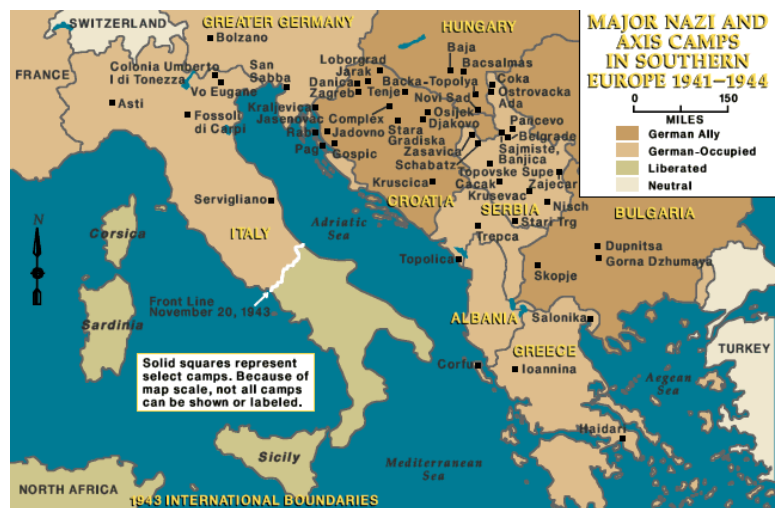 SWITZERLAND
GREATER GERMANY
HUNGARY
MAJOR NAZI AND
AXIS CAMPS
IN SOUTHERN
EUROPE 1941–1944
0 150
MILES
German Ally
German-Occupied
Liberated
Neutral
Bolzano
FRANCE
Colonia Umberto
I di Tonezza
Vo Eugane
San
Sabba
Asti
Fossoli
di Carpi
Loborgrad
Jarak
Danica
Zagreb
Tenje
Backa-Topolya
Novi Sad
Baja
Bacsalmas
Coka
Ostrovacka
Ada
Kraljevica
Jasenovac Complex
Rab
Jadovno
Pag
Gospic
Stara
Gradiska
Osijek
Djakovo
Zasavica
Schabatz
Pancevo
Belgrade
Sajmiste,
Banjica
Topovske Supe
Cacak
Zajecar
Krusevac
Nisch
Kruscica
CROATIA
SERBIA
Stari Trg
Trepca
BULGARIA
Dupnitsa
Gorna Dzhumaya
Skopje
Topolica
Servigliano
ITALY
Adriatic
Sea
N
Corsica
Sardinia
Front Line
November 20, 1943
ALBANIA
Salonika
GREECE
TURKEY
Corfu
Ioannina
Aegean
Sea
Solid squares represent
select camps. Because of
map scale, not all camps
can be shown or labeled.
Haidari
Sicily
Mediterranean
Sea
NORTH AFRICA
1943 INTERNATIONAL BOUNDARIES